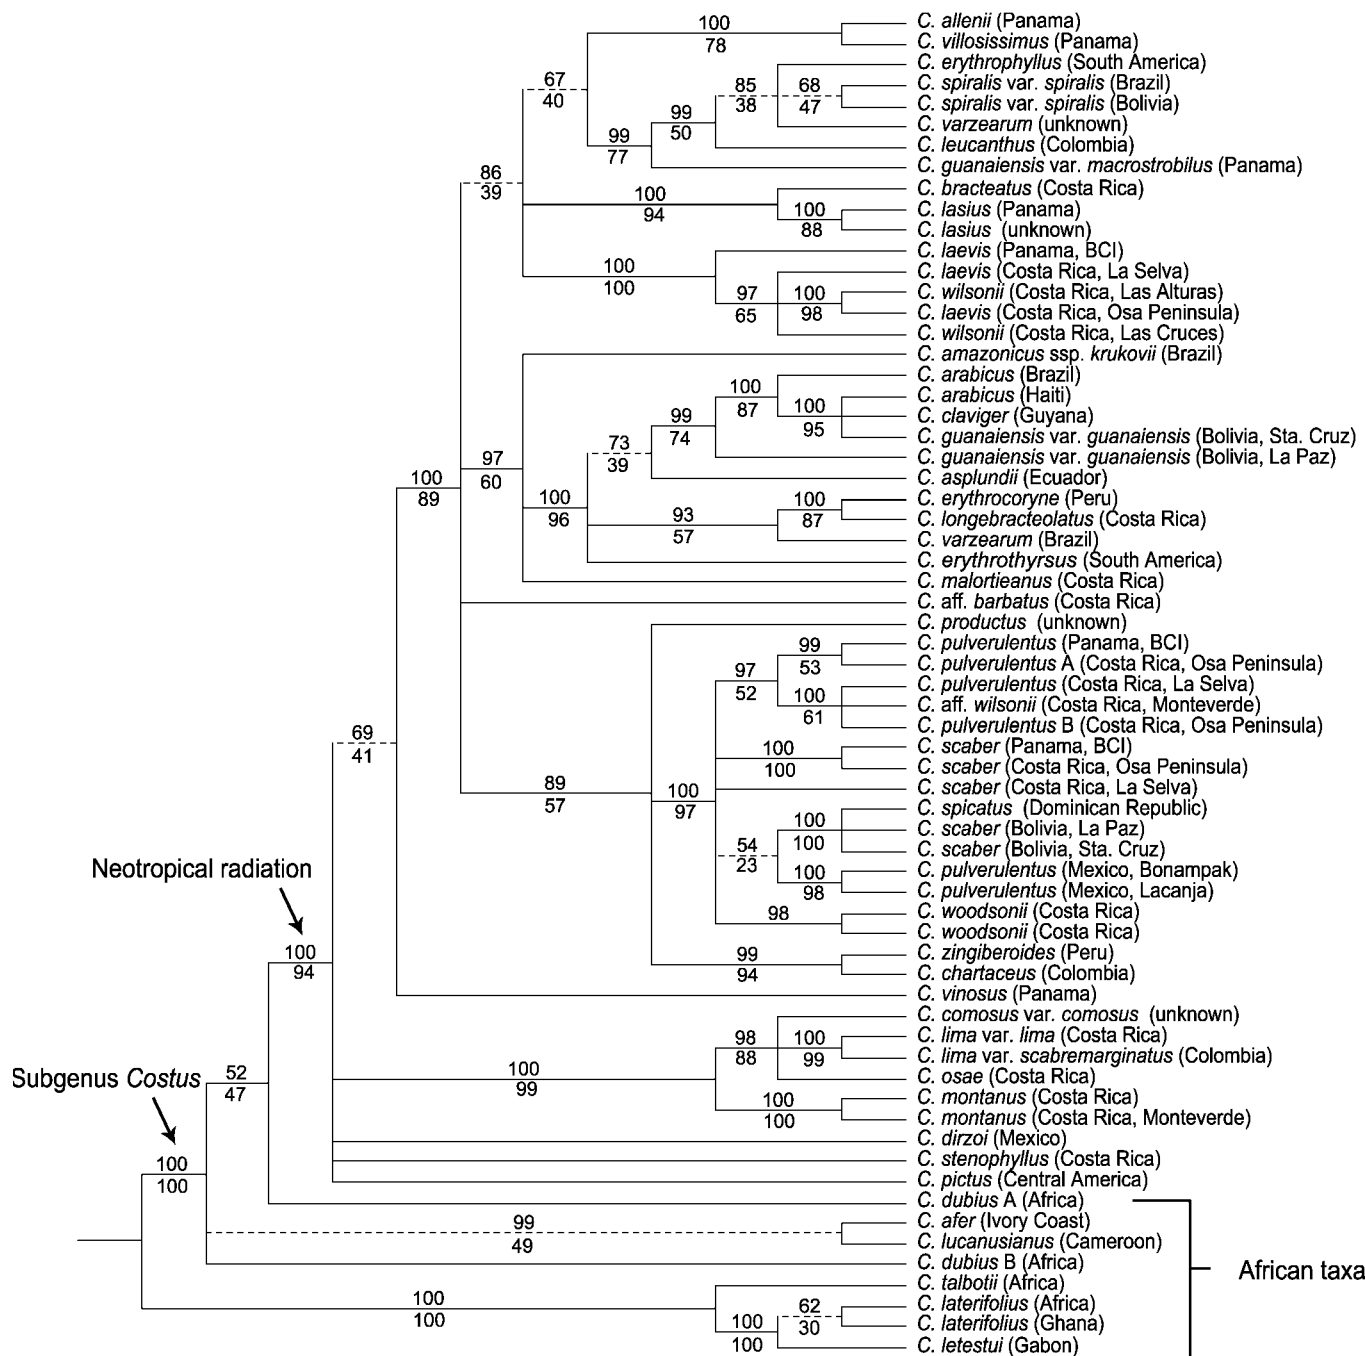 C. allenii (Panama)
100
78
C. villosissimus (Panama)
C. erythrophyllus (South America)
67
40
85
38
68
47
C. spiralis var. spiralis (Brazil)
C. spiralis var. spiralis (Bolivia)
99
50
C. varzearum (unknown)
99
77
C. leucanthus (Colombia)
C. guanaiensis var. macrostrobilus (Panama)
86
39
C. bracteatus (Costa Rica)
100
94
100
88
C. lasius (Panama)
C. lasius (unknown)
C. laevis (Panama, BCI)
100
100
C. laevis (Costa Rica, La Selva)
97
65
100
98
C. wilsonii (Costa Rica, Las Alturas)
C. laevis (Costa Rica, Osa Peninsula)
C. wilsonii (Costa Rica, Las Cruces)
C. amazonicus ssp. krukovii (Brazil)
C. arabicus (Brazil)
100
87
C. arabicus (Haiti)
100
95
C. claviger (Guyana)
99
74
C. guanaiensis var. guanaiensis (Bolivia, Sta. Cruz)
73
39
C. guanaiensis var. guanaiensis (Bolivia, La Paz)
97
60
C. asplundii (Ecuador)
100
89
100
96
100
87
C. erythrocoryne (Peru)
C. longebracteolatus (Costa Rica)
93
57
C. varzearum (Brazil)
C. erythrothyrsus (South America)
C. malortieanus (Costa Rica)
C. aff. barbatus (Costa Rica)
C. productus (unknown)
C. pulverulentus (Panama, BCI)
99
53
C. pulverulentus A (Costa Rica, Osa Peninsula)
97
52
C. pulverulentus (Costa Rica, La Selva)
100
61
C. aff. wilsonii (Costa Rica, Monteverde)
C. pulverulentus B (Costa Rica, Osa Peninsula)
69
41
100
100
C. scaber (Panama, BCI)
C. scaber (Costa Rica, Osa Peninsula)
89
57
100
97
C. scaber (Costa Rica, La Selva)
C. spicatus (Dominican Republic)
100
100
C. scaber (Bolivia, La Paz)
54
23
C. scaber (Bolivia, Sta. Cruz)
100
98
C. pulverulentus (Mexico, Bonampak)
C. pulverulentus (Mexico, Lacanja)
Neotropical radiation
98
C. woodsonii (Costa Rica)
C. woodsonii (Costa Rica)
100
94
99
94
C. zingiberoides (Peru)
C. chartaceus (Colombia)
C. vinosus (Panama)
C. comosus var. comosus (unknown)
98
88
100
99
C. lima var. lima (Costa Rica)
C. lima var. scabremarginatus (Colombia)
100
99
C. osae (Costa Rica)
Subgenus Costus
52
47
100
100
C. montanus (Costa Rica)
C. montanus (Costa Rica, Monteverde)
C. dirzoi (Mexico)
100
100
C. stenophyllus (Costa Rica)
C. pictus (Central America)
C. dubius A (Africa)
99
49
C. afer (Ivory Coast)
C. lucanusianus (Cameroon)
C. dubius B (Africa)
African taxa
C. talbotii (Africa)
100
100
62
30
C. laterifolius (Africa)
C. laterifolius (Ghana)
100
100
C. letestui (Gabon)